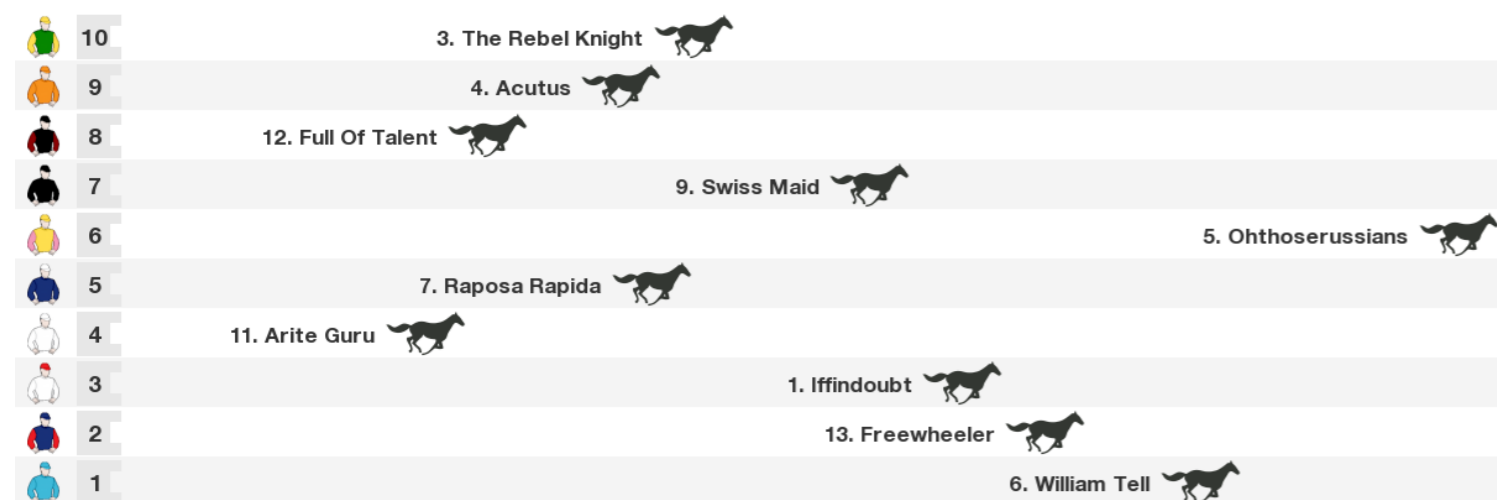 10 3. The Rebel Knight
9 4. Acutus
8 12. Full Of Talent
7 9. Swiss Maid
6 5. Ohthoserussians
5 7. Raposa Rapida
4 11. Arite Guru
3 1. Iffindoubt
2 13. Freewheeler
1 6. William Tell